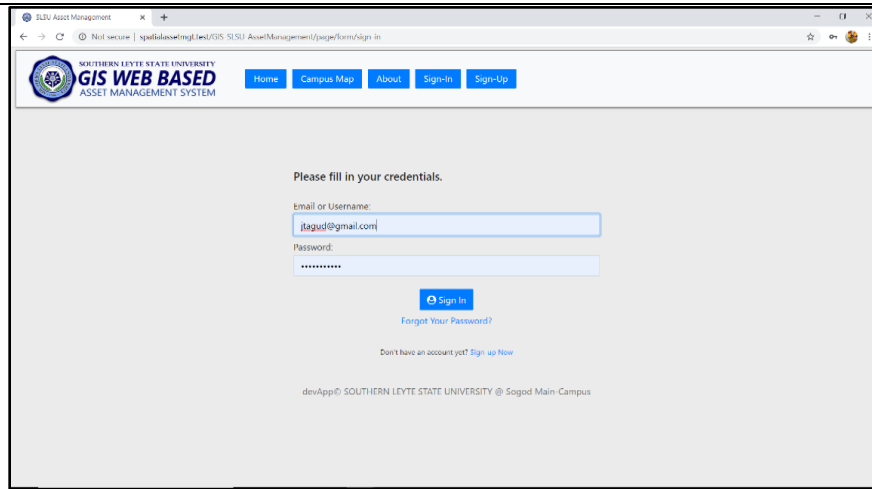 SLSU Asset Management
Not secure | spatialassetmgt.test/GIS SLSU AssetManagement/page/form/sign in
SOUTHERN LEYTE STATE UNIVERSITY
GIS WEB BASED
ASSET MANAGEMENT SYSTEM
Home Campus Map About Sign-In Sign-Up
Please fill in your credentials.
Email or Username:
jtagud@gmail.com
Password:
•••••••••••
Sign In
Forgot Your Password?
Don't have an account yet? Sign up Now
devApp© SOUTHERN LEYTE STATE UNIVERSITY @ Sogod Main-Campus